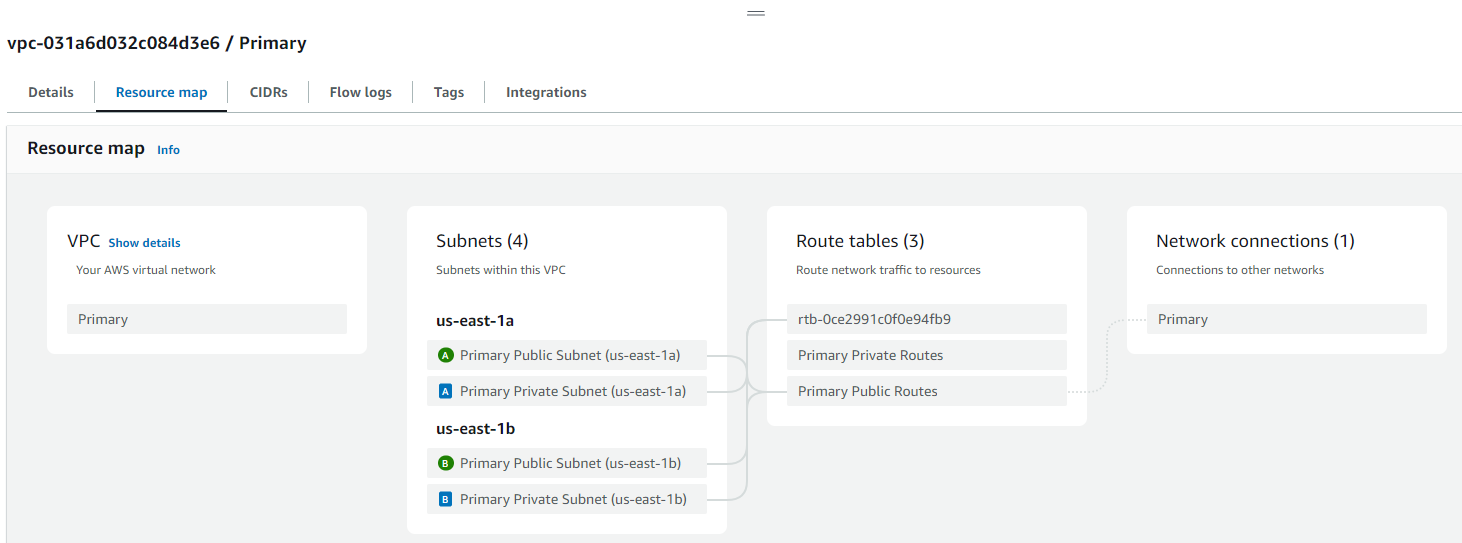 vpc-031a6d032c084d3e6 / Primary
Details
Resource map
CIDRs
Flow logs
Tags
Integrations
Resource map Info
VPC Show details
Your AWS virtual network
Primary
Subnets (4)
Subnets within this VPC
us-east-1a
A Primary Public Subnet (us-east-1a)
A Primary Private Subnet (us-east-1a)
us-east-1b
B Primary Public Subnet (us-east-1b)
B Primary Private Subnet (us-east-1b)
Route tables (3)
Route network traffic to resources
rtb-0ce2991c0f0e94fb9
Primary Private Routes
Primary Public Routes
Network connections (1)
Connections to other networks
Primary